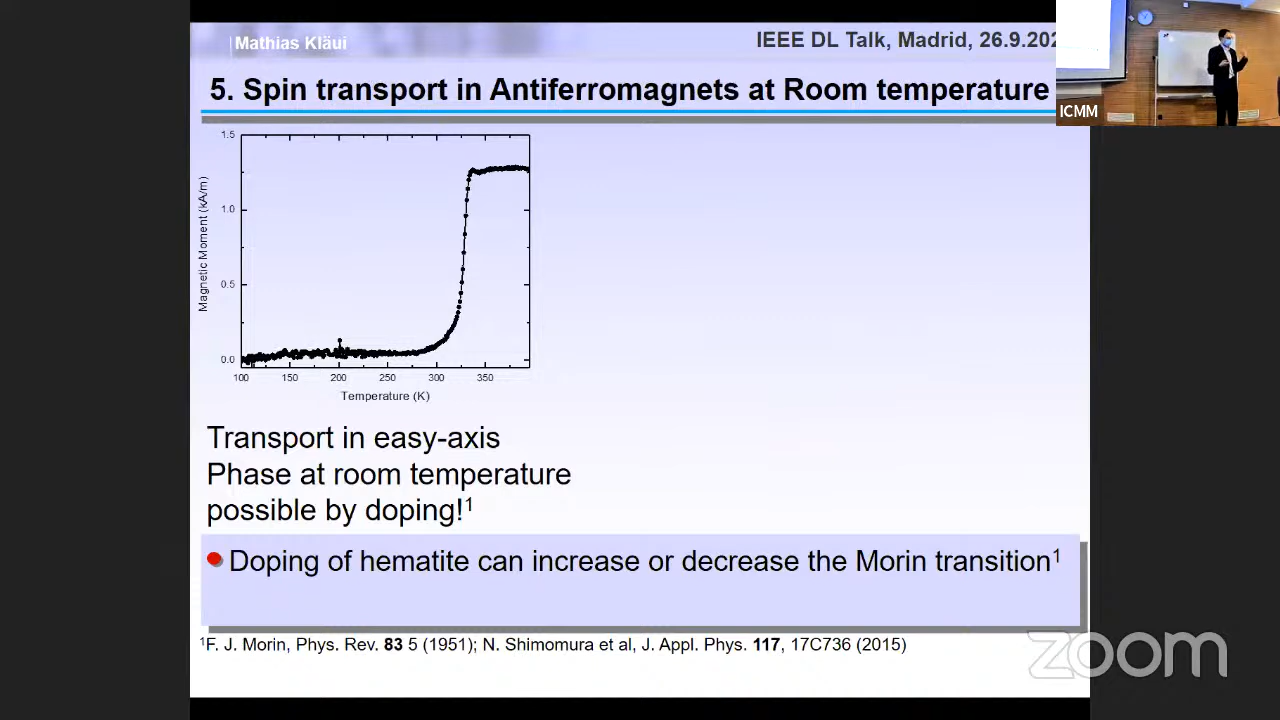 Mathias Kläui
IEEE DL Talk, Madrid, 26.9.202
5. Spin transport in Antiferromagnets at Room temperature
ICMM
1.5
1.0
0.5
0.0
Magnetic Moment (kA/m)
100 150 200 250 300 350
Temperature (K)
Transport in easy-axis
Phase at room temperature
possible by doping!¹
Doping of hematite can increase or decrease the Morin transition¹
¹F. J. Morin, Phys. Rev. 83 5 (1951); N. Shimomura et al, J. Appl. Phys. 117, 17C736 (2015)
zoom